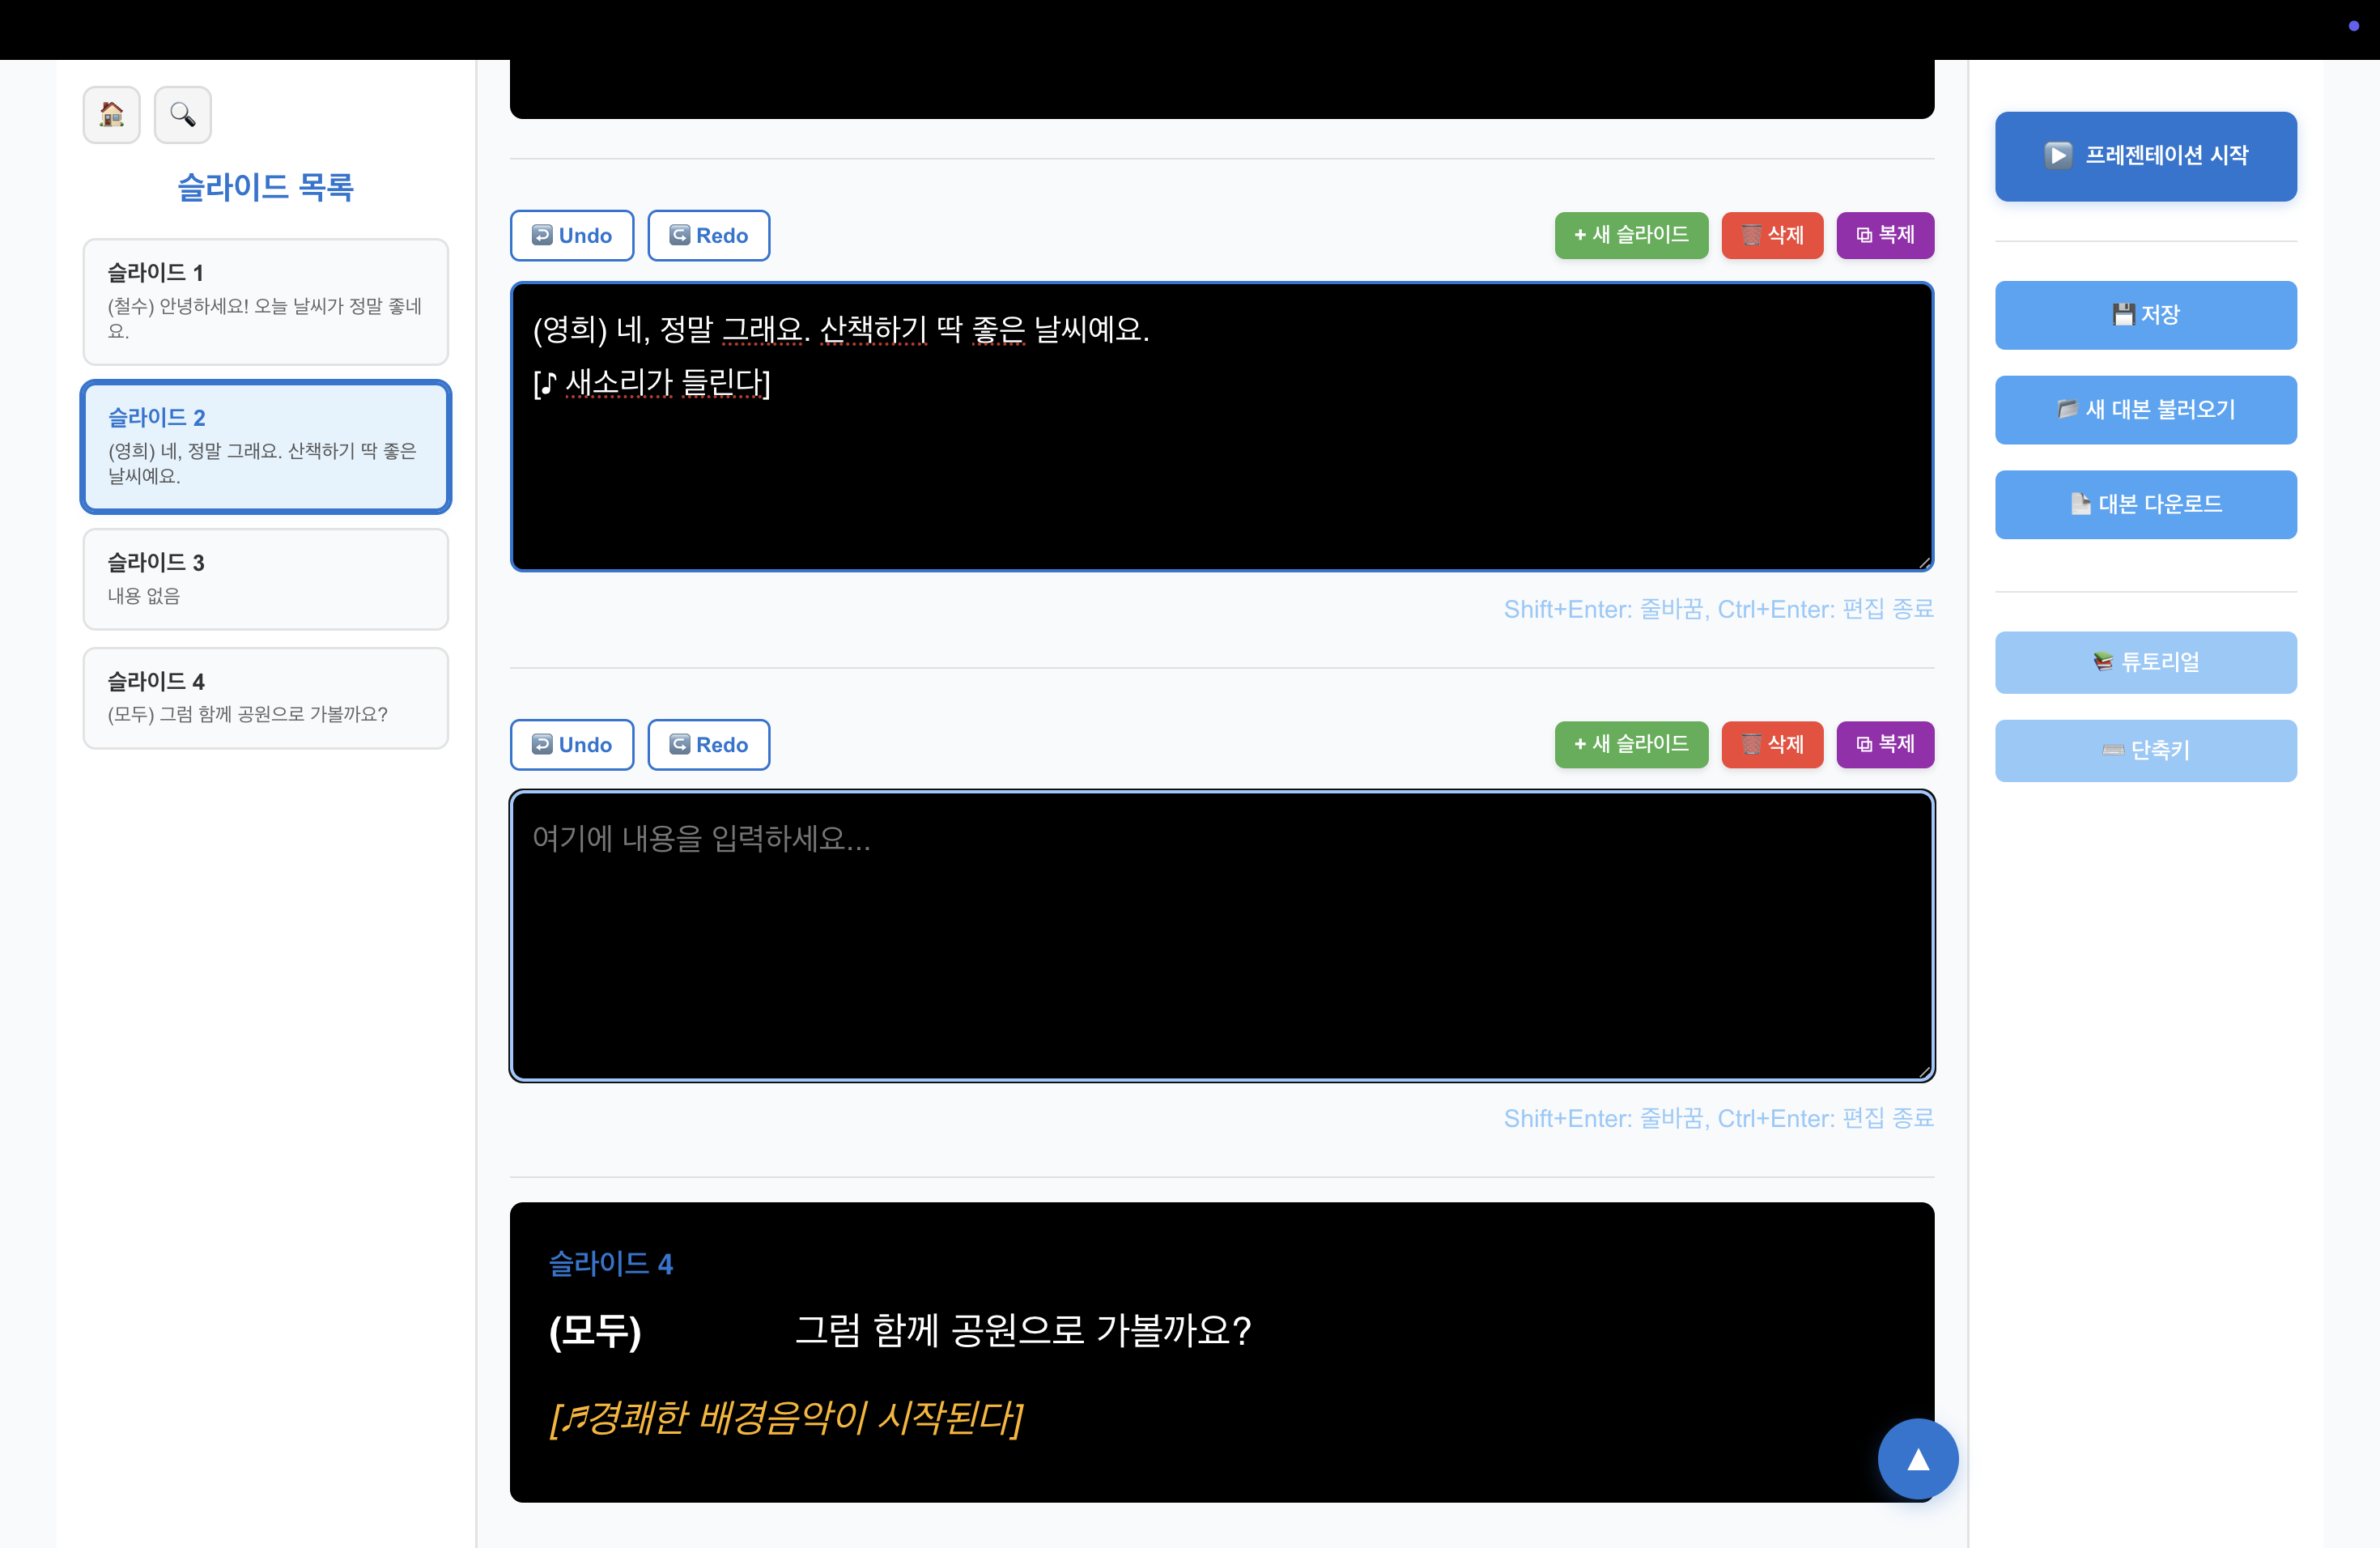 슬라이드 목록
슬라이드 1
(철수) 안녕하세요! 오늘 날씨가 정말 좋네
요.
슬라이드 2
(영희) 네, 정말 그래요. 산책하기 딱 좋은
날씨예요.
슬라이드 3
내용 없음
슬라이드 4
(모두) 그럼 함께 공원으로 가볼까요?
Undo
Redo
+ 새 슬라이드
삭제
복제
(영희) 네, 정말 그래요. 산책하기 딱 좋은 날씨예요.
[♪ 새소리가 들린다]
Shift+Enter: 줄바꿈, Ctrl+Enter: 편집 종료
Undo
Redo
+ 새 슬라이드
삭제
복제
여기에 내용을 입력하세요...
Shift+Enter: 줄바꿈, Ctrl+Enter: 편집 종료
슬라이드 4
(모두) 그럼 함께 공원으로 가볼까요?
[♬경쾌한 배경음악이 시작된다]
프레젠테이션 시작
저장
새 대본 불러오기
대본 다운로드
튜토리얼
단축키